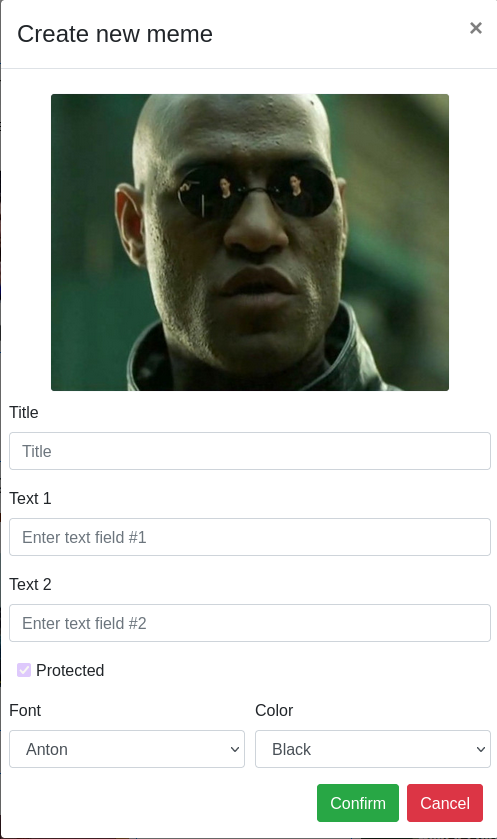 Create new meme
×
Title
Title
Text 1
Enter text field #1
Text 2
Enter text field #2
Protected
Font Color
Anton Black
Confirm Cancel